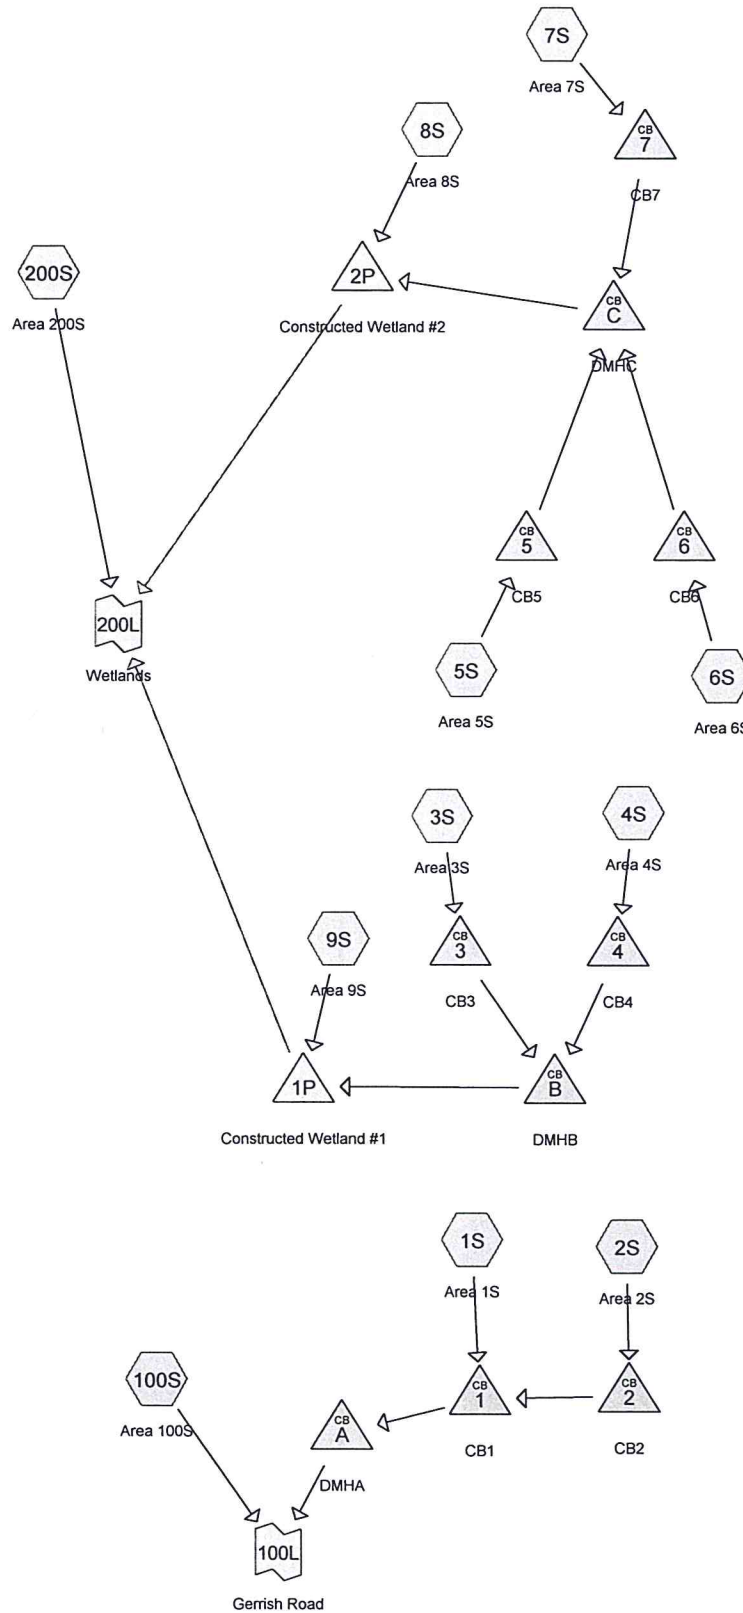 7S
Area 7S
CB
7
CB7
8S
Area 8S
200S
Area 200S
2P
Constructed Wetland #2
CB
C
DMHC
CB
5
CB5
CB
6
CB6
200L
Wetlands
5S
Area 5S
6S
Area 6S
3S
Area 3S
4S
Area 4S
9S
Area 9S
CB
3
CB3
CB
4
CB4
1P
Constructed Wetland #1
CB
B
DMHB
1S
Area 1S
2S
Area 2S
100S
Area 100S
CB
A
DMHA
CB
1
CB1
CB
2
CB2
100L
Gerrish Road